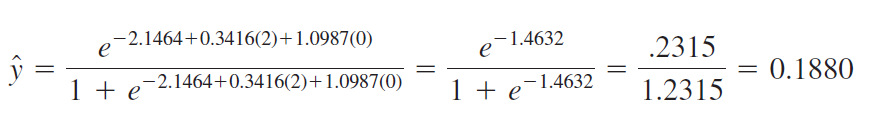 ŷ = e^{-2.1464+0.3416(2)+1.0987(0)} / 1 + e^{-2.1464+0.3416(2)+1.0987(0)} = e^{-1.4632} / 1 + e^{-1.4632} = .2315 / 1.2315 = 0.1880